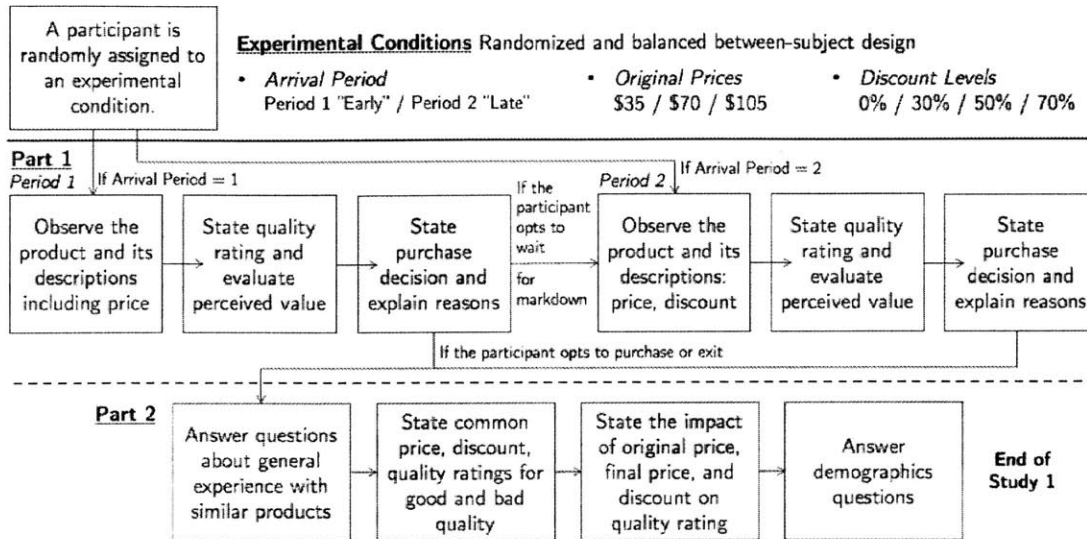 A participant is
randomly assigned to
an experimental
condition.
Experimental Conditions Randomized and balanced between-subject design
• Arrival Period
Period 1 "Early" / Period 2 "Late"
• Original Prices
$35 / $70 / $105
• Discount Levels
0% / 30% / 50% / 70%
Part 1
Period 1
If Arrival Period = 1
Observe the
product and its
descriptions
including price
State quality
rating and
evaluate
perceived value
State
purchase
decision and
explain reasons
If the
participant
opts to
wait
for
markdown
Period 2
If Arrival Period = 2
Observe the
product and its
descriptions:
price, discount
State quality
rating and
evaluate
perceived value
State
purchase
decision and
explain reasons
If the participant opts to purchase or exit
Part 2
Answer questions
about general
experience with
similar products
State common
price, discount,
quality ratings for
good and bad
quality
State the impact
of original price,
final price, and
discount on
quality rating
Answer
demographics
questions
End of
Study 1